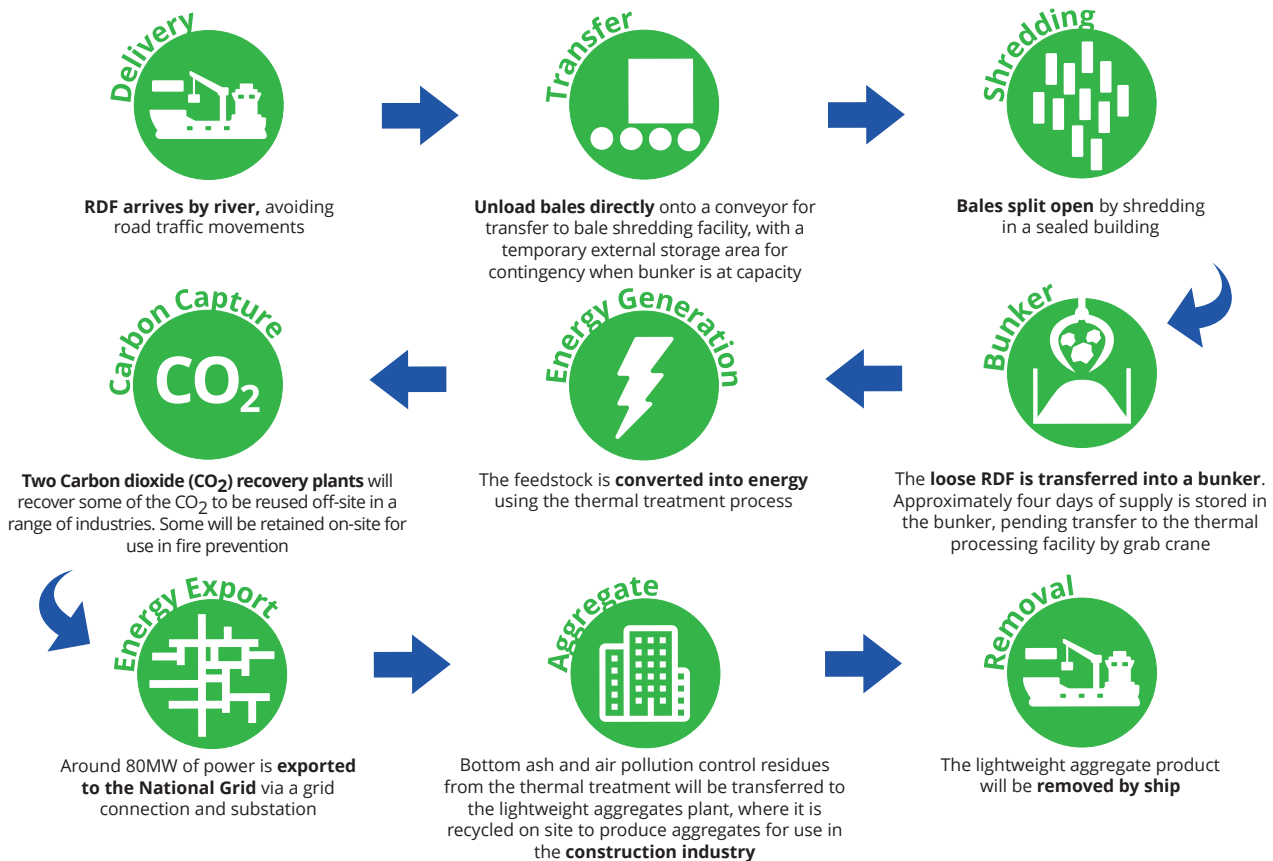 Delivery
RDF arrives by river, avoiding
road traffic movements
Transfer
Unload bales directly onto a conveyor for
transfer to bale shredding facility, with a
temporary external storage area for
contingency when bunker is at capacity
Shredding
Bales split open by shredding
in a sealed building
Bunker
The loose RDF is transferred into a bunker.
Approximately four days of supply is stored in
the bunker, pending transfer to the thermal
processing facility by grab crane
Energy Generation
The feedstock is converted into energy
using the thermal treatment process
Carbon Capture
CO₂
Two Carbon dioxide (CO₂) recovery plants will
recover some of the CO₂ to be reused off-site in a
range of industries. Some will be retained on-site for
use in fire prevention
Energy Export
Around 80MW of power is exported
to the National Grid via a grid
connection and substation
Aggregate
Bottom ash and air pollution control residues
from the thermal treatment will be transferred to
the lightweight aggregates plant, where it is
recycled on site to produce aggregates for use in
the construction industry
Removal
The lightweight aggregate product
will be removed by ship